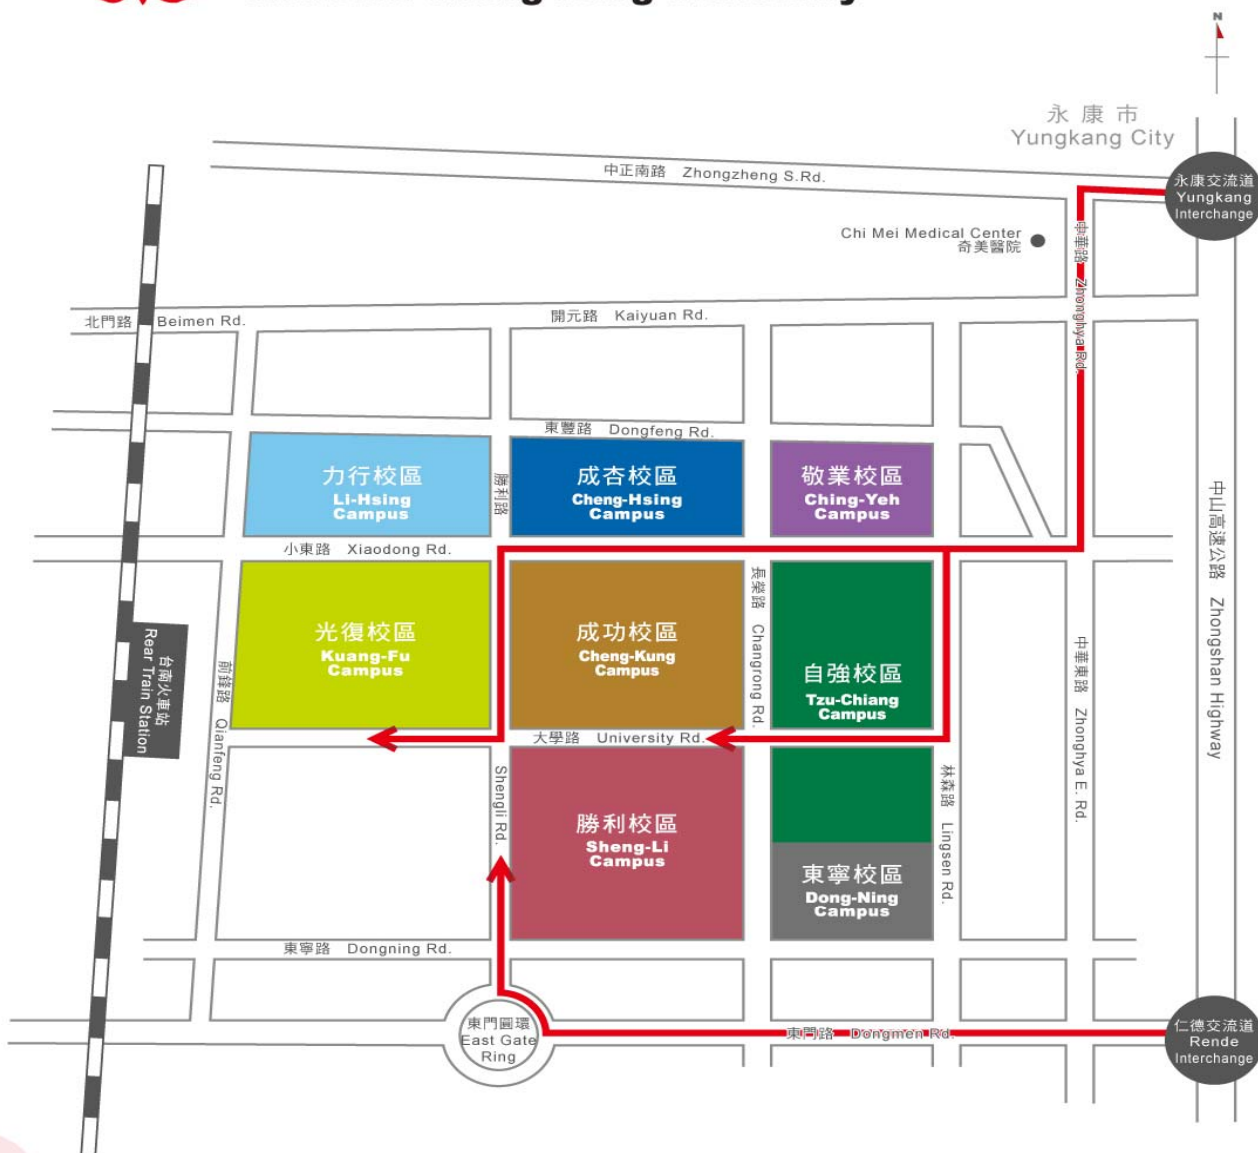 N
永康市
Yungkang City
中正南路 Zhongzheng S.Rd.
永康交流道
Yungkang
Interchange
Chi Mei Medical Center
奇美醫院
中華路 Zhonghya Rd.
北門路 Beimen Rd.
開元路 Kaiyuan Rd.
東豐路 Dongfeng Rd.
力行校區
Li-Hsing
Campus
勝利路
成杏校區
Cheng-Hsing
Campus
敬業校區
Ching-Yeh
Campus
中山高速公路 Zhongshan Highway
小東路 Xiaodong Rd.
光復校區
Kuang-Fu
Campus
成功校區
Cheng-Kung
Campus
長榮路 Changrong Rd.
自強校區
Tzu-Chiang
Campus
台南火車站
Rear Train Station
前鋒路 Qianfeng Rd.
中華東路 Zhonghya E. Rd.
大學路 University Rd.
Shengli Rd.
勝利校區
Sheng-Li
Campus
林森路 Lingsen Rd.
東寧校區
Dong-Ning
Campus
東寧路 Dongning Rd.
東門圓環
East Gate
Ring
東門路 Dongmen Rd.
仁德交流道
Rende
Interchange